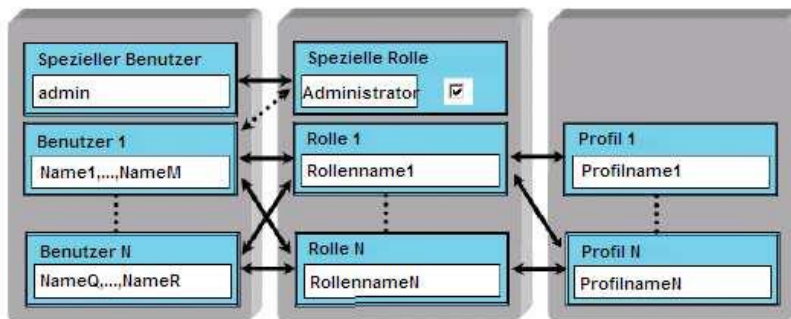 Spezieller Benutzer
admin
Spezielle Rolle
Administrator
Benutzer 1
Name1,...,NameM
Rolle 1
Rollenname1
Profil 1
Profilname1
Benutzer N
NameQ,...,NameR
Rolle N
RollennameN
Profil N
ProfilnameN